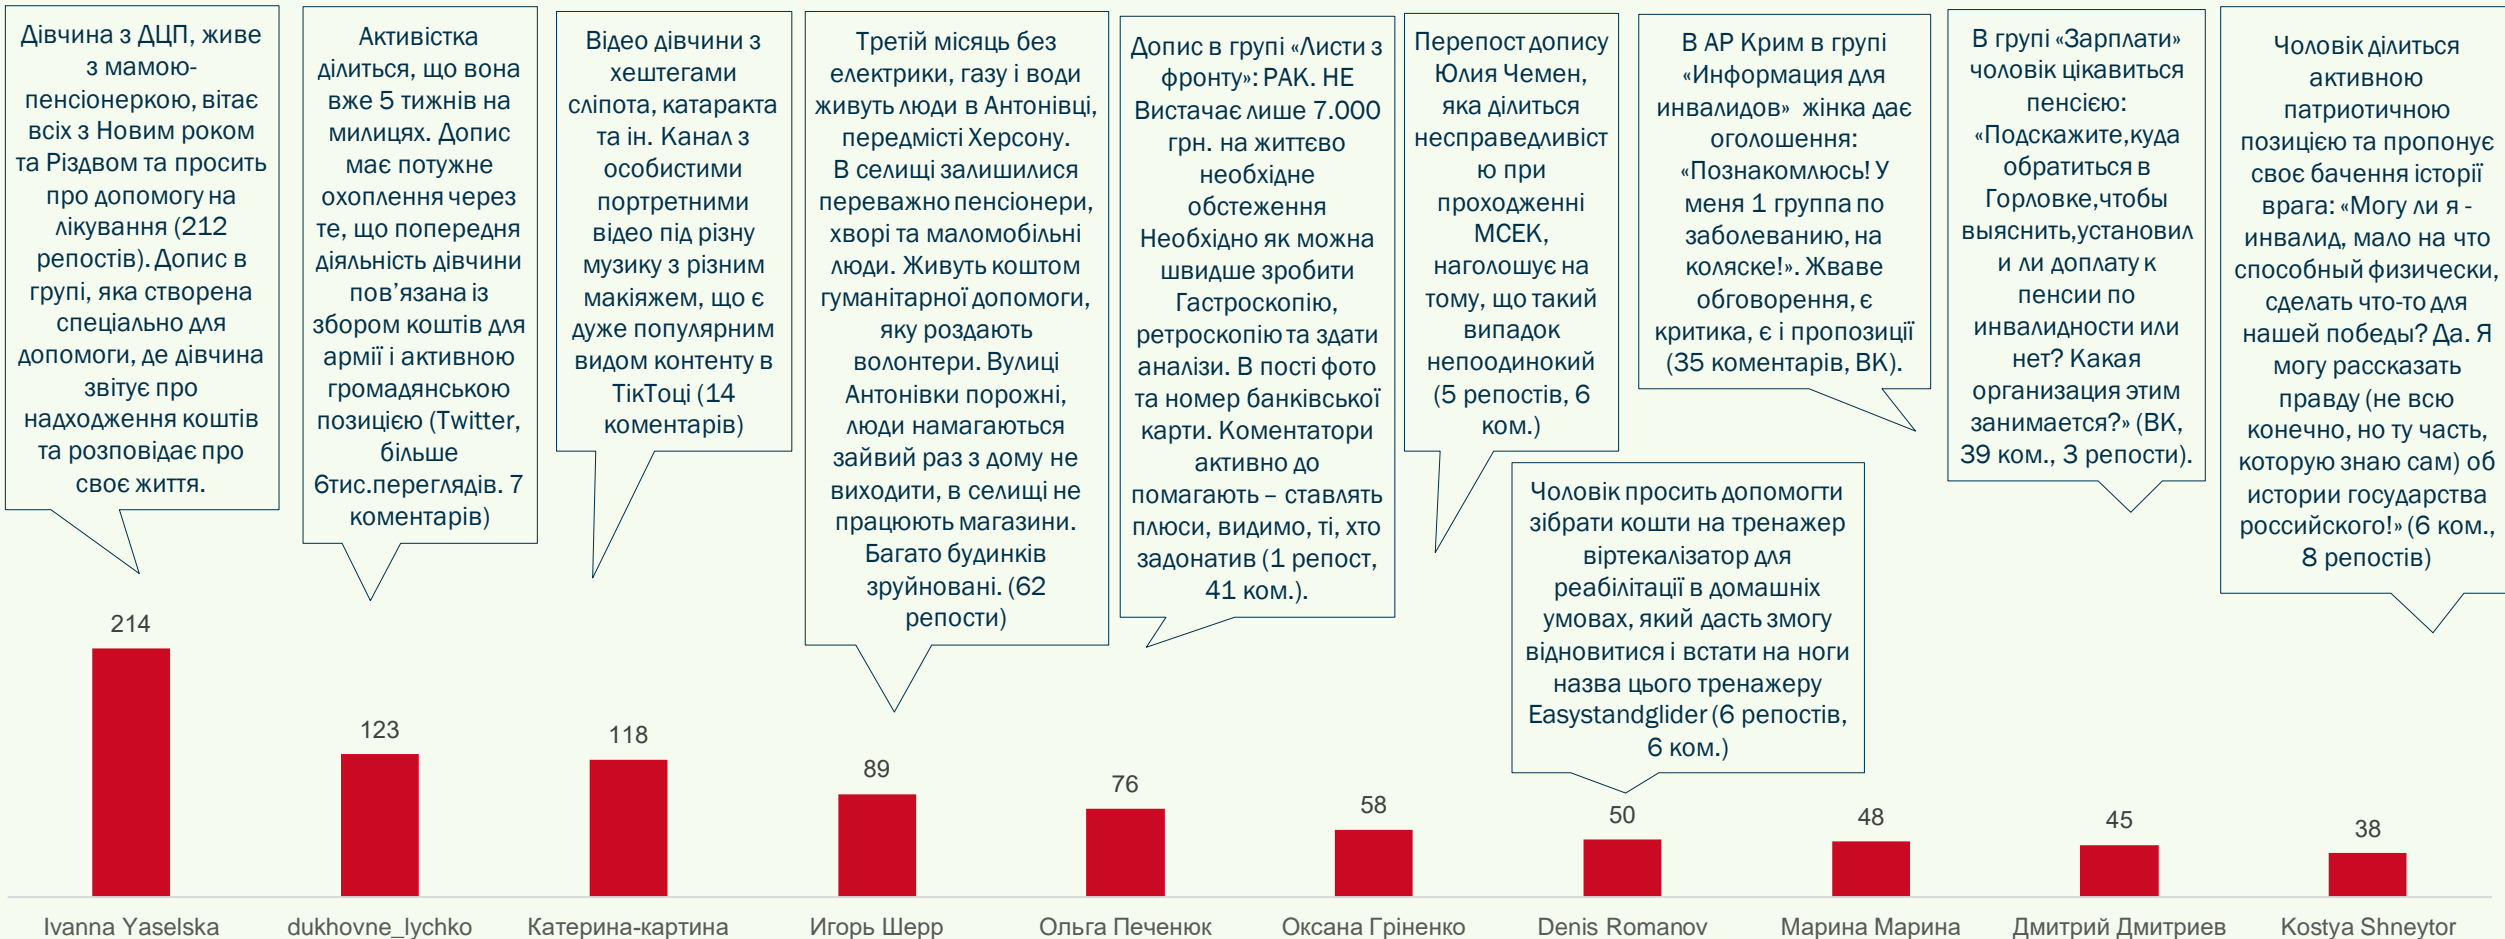 Дівчина з ДЦП, живе
з мамою-
пенсіонеркою, вітає
всіх з Новим роком
та Різдвом та просить
про допомогу на
лікування (212
репостів). Допис в
групі, яка створена
спеціально для
допомоги, де дівчина
звітує про
надходження коштів
та розповідає про
своє життя.
Активістка
ділиться, що вона
вже 5 тижнів на
милицях. Допис
має потужне
охоплення через
те, що попередня
діяльність дівчини
пов’язана із
збором коштів для
армії і активною
громадянською
позицією (Twitter,
більше
6тис.переглядів. 7
коментарів)
Відео дівчини з
хештегами
сліпота, катаракта
та ін. Канал з
особистими
портретними
відео під різну
музику з різним
макіяжем, що є
дуже популярним
видом контенту в
ТікТоці (14
коментарів)
Третій місяць без
електрики, газу і води
живуть люди в Антонівці,
передмісті Херсону.
В селищі залишилися
переважно пенсіонери,
хворі та маломобільні
люди. Живуть коштом
гуманітарної допомоги,
яку роздають
волонтери. Вулиці
Антонівки порожні,
люди намагаються
зайвий раз з дому не
виходити, в селищі не
працюють магазини.
Багато будинків
зруйновані. (62
репости)
Допис в групі «Листи з
фронту»: РАК. НЕ
Вистачає лише 7.000
грн. на життєво
необхідне
обстеження
Необхідно як можна
швидше зробити
Гастроскопію,
ретроскопію та здати
аналізи. В пості фото
та номер банківської
карти. Коментатори
активно до
помагають – ставлять
плюси, видимо, ті, хто
задонатив (1 репост,
41 ком.).
Перепост допису
Юлия Чемен,
яка ділиться
несправедливіст
ю при
проходженні
МСЕК,
наголошує на
тому, що такий
випадок
непоодинокий
(5 репостів, 6
ком.)
Чоловік просить допомогти
зібрати кошти на тренажер
віртекалізатор для
реабілітації в домашніх
умовах, який дасть змогу
відновитися і встати на ноги
назва цього тренажеру
Easystandglider (6 репостів,
6 ком.)
В АР Крим в групі
«Информация для
инвалидов» жінка дає
оголошення:
«Познакомлюсь! У
меня 1 группа по
заболеванию, на
коляске!». Жваве
обговорення, є
критика, є і пропозиції
(35 коментарів, ВК).
В групі «Зарплати»
чоловік цікавиться
пенсією:
«Подскажите,куда
обратиться в
Горловке,чтобы
выяснить,установил
и ли доплату к
пенсии по
инвалидности или
нет? Какая
организация этим
занимается?» (ВК,
39 ком., 3 репости).
Чоловік ділиться
активною
патриотичною
позицією та пропонує
своє бачення історії
врага: «Могу ли я -
инвалид, мало на что
способный физически,
сделать что-то для
нашей победы? Да. Я
могу рассказать
правду (не всю
конечно, но ту часть,
которую знаю сам) об
истории государства
российского!» (6 ком.,
8 репостів)
214
123
118
89
76
58
50
48
45
38
Ivanna Yaselska
dukhovne_lychko
Катерина-картина
Игорь Шерр
Ольга Печенюк
Оксана Гріненко
Denis Romanov
Марина Марина
Дмитрий Дмитриев
Kostya Shneytor